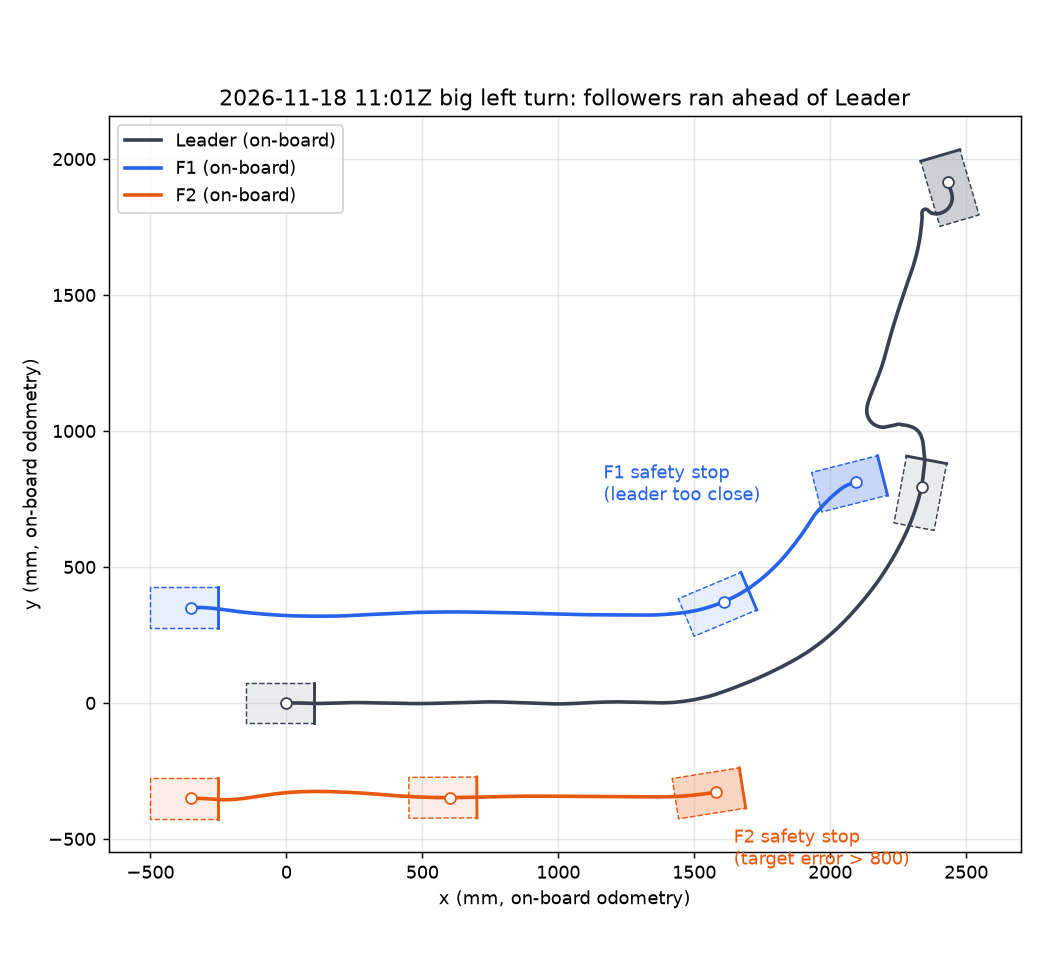 2026-11-18 11:01Z big left turn: followers ran ahead of Leader
Leader (on-board)
F1 (on-board)
F2 (on-board)
y (mm, on-board odometry)
2000
1500
1000
500
0
−500
F1 safety stop
(leader too close)
F2 safety stop
(target error > 800)
−500
0
500
1000
1500
2000
2500
x (mm, on-board odometry)